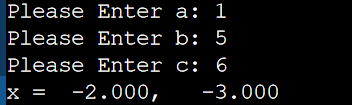 Please Enter a: 1
Please Enter b: 5
Please Enter c: 6
x =  -2.000,   -3.000